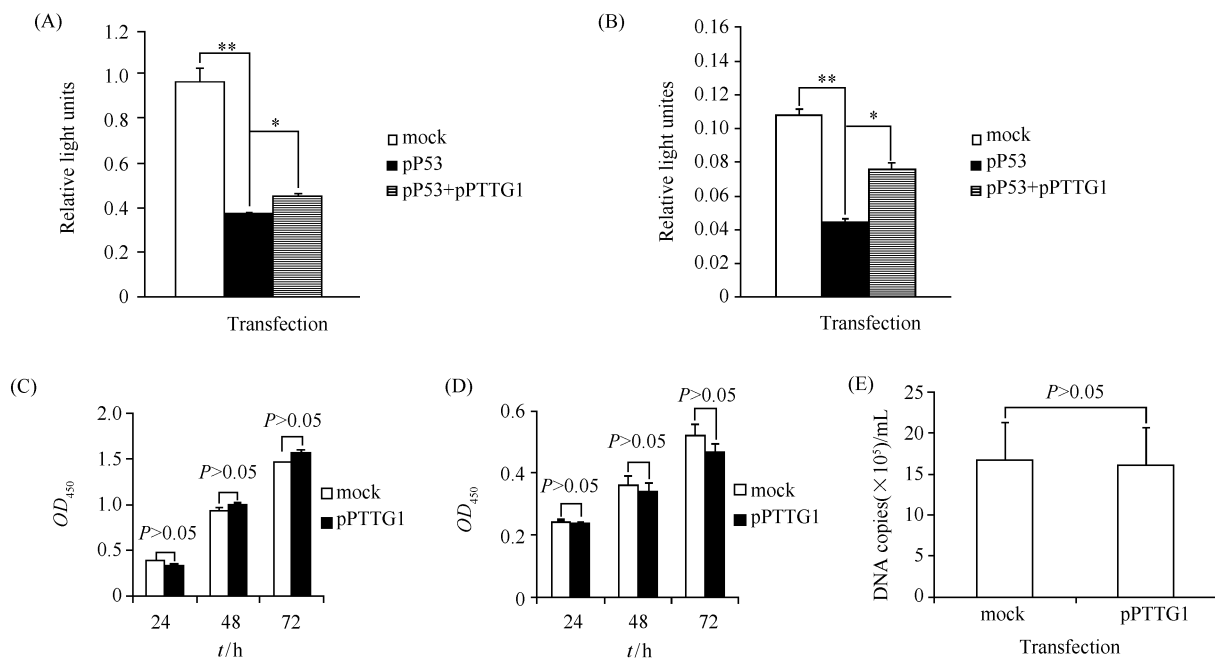 (A)
Relative light units
1.2
1.0
0.8
0.6
0.4
0.2
0
**
*
mock
pP53
pP53+pPTTG1
Transfection
(B)
Relative light unites
0.16
0.14
0.12
0.10
0.08
0.06
0.04
0.02
0
**
*
mock
pP53
pP53+pPTTG1
Transfection
(C)
OD450
2.0
1.5
1.0
0.5
0
P>0.05
P>0.05
P>0.05
mock
pPTTG1
24 48 72
t/h
(D)
OD450
0.6
0.4
0.2
0
P>0.05
P>0.05
P>0.05
mock
pPTTG1
24 48 72
t/h
(E)
DNA copies(×10⁵)/mL
25
20
15
10
5
0
P>0.05
mock pPTTG1
Transfection